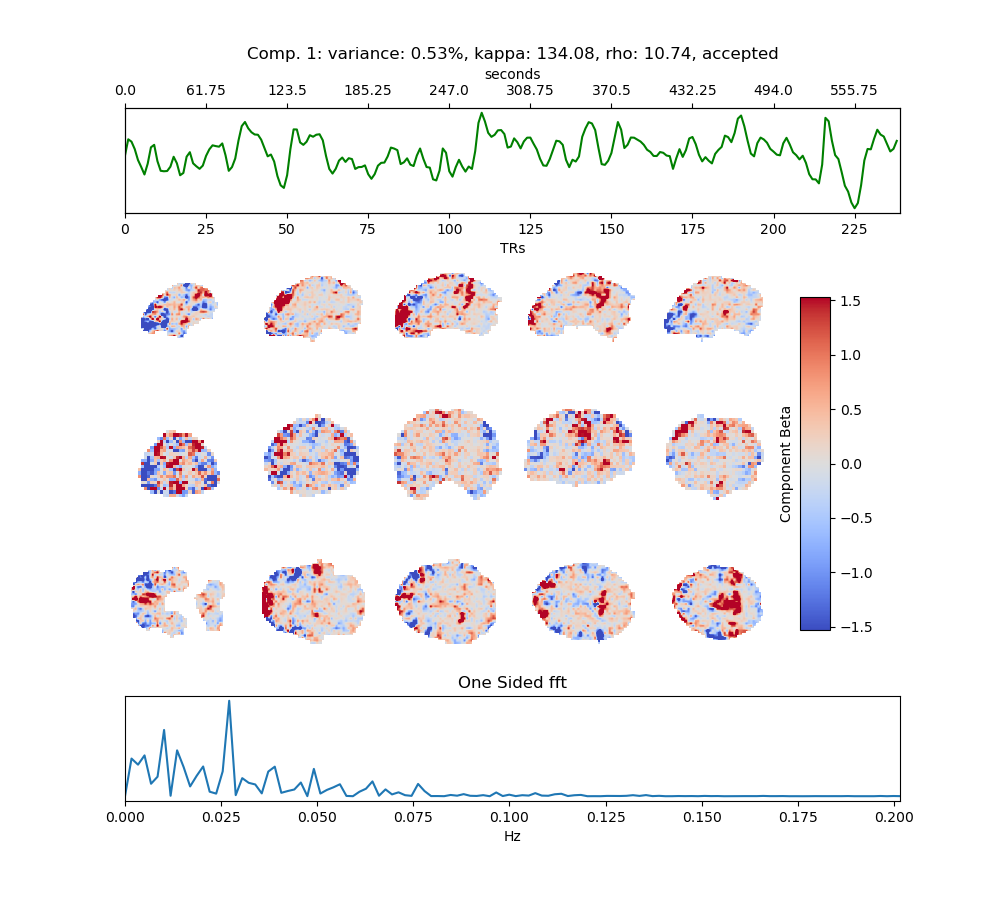 Comp. 1: variance: 0.53%, kappa: 134.08, rho: 10.74, accepted
seconds
0.0 61.75 123.5 185.25 247.0 308.75 370.5 432.25 494.0 555.75
0 25 50 75 100 125 150 175 200 225
TRs
1.5
1.0
0.5
0.0
−0.5
−1.0
−1.5
Component Beta
One Sided fft
0.000 0.025 0.050 0.075 0.100 0.125 0.150 0.175 0.200
Hz